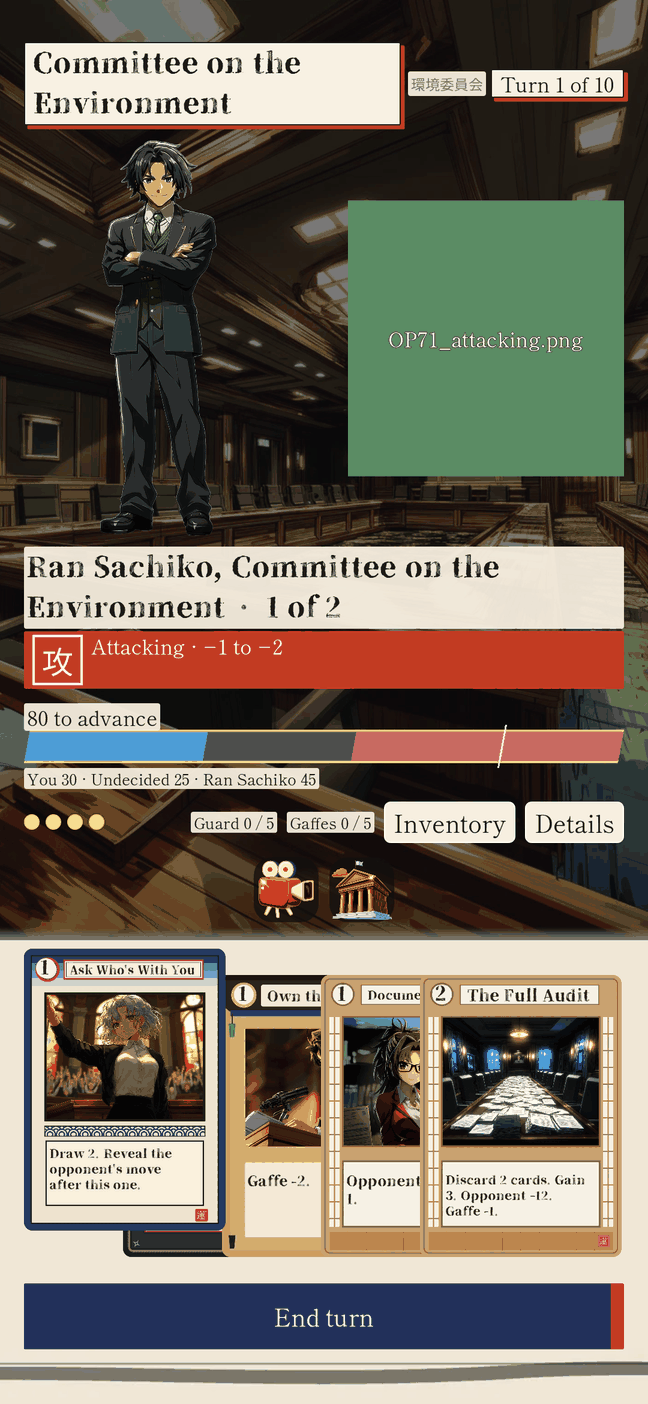 Committee on the
Environment
環境委員会
Turn 1 of 10
OP71_attacking.png
Ran Sachiko, Committee on the
Environment · 1 of 2
攻
Attacking · −1 to −2
80 to advance
You 30 · Undecided 25 · Ran Sachiko 45
Guard 0 / 5
Gaffes 0 / 5
Inventory
Details
1
Ask Who's With You
Draw 2. Reveal the
opponent's move
after this one.
1
Own th
Gaffe -2.
1
Docume
Opponent
1.
2
The Full Audit
Discard 2 cards. Gain
3. Opponent -12.
Gaffe -1.
End turn